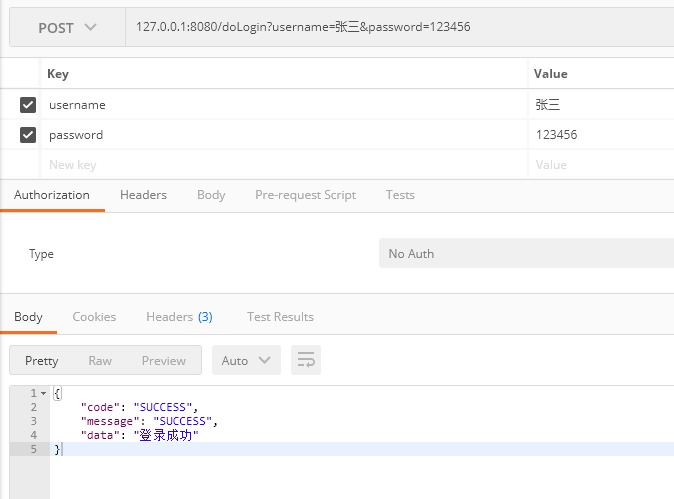 POST 127.0.0.1:8080/doLogin?username=张三&password=123456
Key Value
username 张三
password 123456
New key Value
Authorization Headers Body Pre-request Script Tests
Type No Auth
Body Cookies Headers (3) Test Results
Pretty Raw Preview Auto
1 {
2 "code": "SUCCESS",
3 "message": "SUCCESS",
4 "data": "登录成功"
5 }